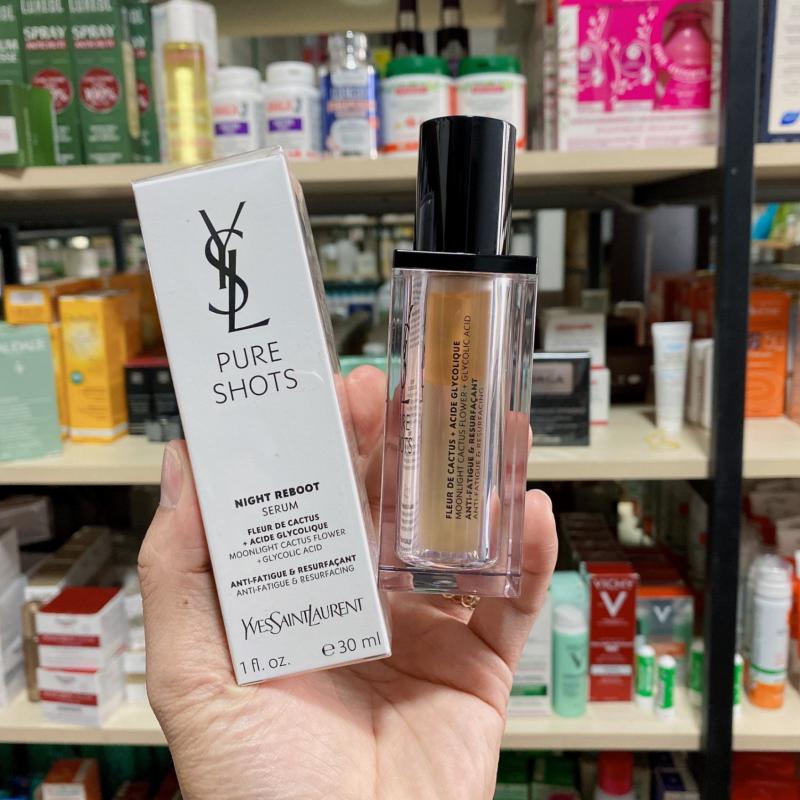 YSL
PURE
SHOTS
NIGHT REBOOT
SERUM
FLEUR DE CACTUS
+ ACIDE GLYCOLIQUE
MOONLIGHT CACTUS FLOWER
+ GLYCOLIC ACID
ANTI-FATIGUE & RESURFAÇANT
ANTI-FATIGUE & RESURFACING
YVESSAINTLAURENT
1 fl. oz. ℮ 30 ml
FLEUR DE CACTUS + ACIDE GLYCOLIQUE
MOONLIGHT CACTUS FLOWER + GLYCOLIC ACID
ANTI-FATIGUE & RESURFAÇANT
ANTI-FATIGUE & RESURFACING
SPRAY
SPRAY
VICHY
V